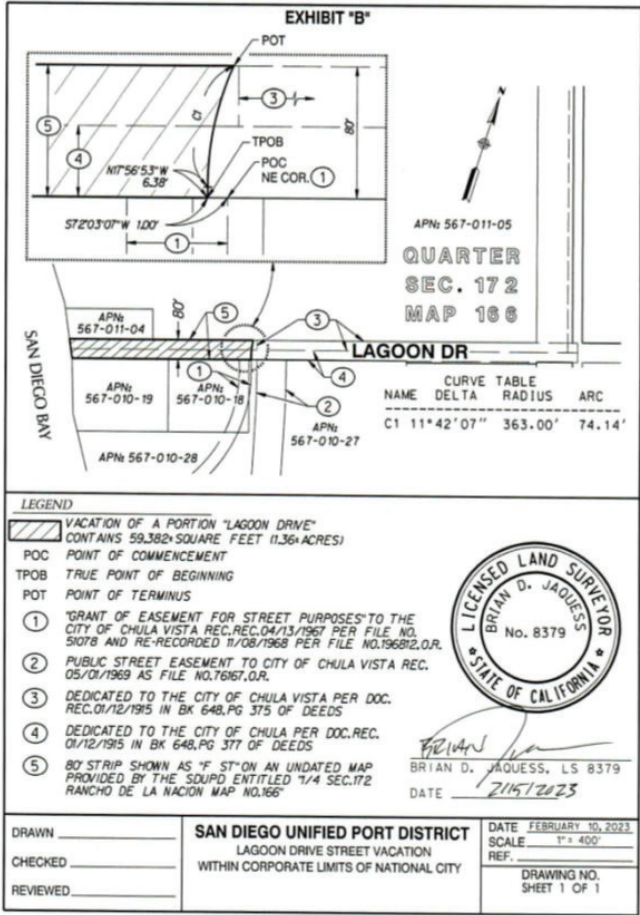 EXHIBIT "B"
POT
3
C1
80'
5
4
TPOB
POC
NE COR. 1
N17°56'53"W
6.38'
S72°03'07"W 1.00'
1
N
APN: 567-011-05
QUARTER
SEC. 172
MAP 166
APN:
567-011-04
80'
5
3
SAN DIEGO BAY
LAGOON DR
1
4
2
APN:
567-010-19
APN:
567-010-18
APN:
567-010-27
APN: 567-010-28
CURVE TABLE
NAME DELTA RADIUS ARC
C1 11°42'07" 363.00' 74.14'
LEGEND
VACATION OF A PORTION "LAGOON DRIVE"
CONTAINS 59,382± SQUARE FEET (1.36± ACRES)
POC POINT OF COMMENCEMENT
TPOB TRUE POINT OF BEGINNING
POT POINT OF TERMINUS
1 "GRANT OF EASEMENT FOR STREET PURPOSES" TO THE
CITY OF CHULA VISTA REC.REC.04/13/1967 PER FILE NO.
51078 AND RE-RECORDED 11/08/1968 PER FILE NO.196812,O.R.
2 PUBLIC STREET EASEMENT TO CITY OF CHULA VISTA REC.
05/01/1969 AS FILE NO.76167,O.R.
3 DEDICATED TO THE CITY OF CHULA VISTA PER DOC.
REC.01/12/1915 IN BK 648,PG 375 OF DEEDS
4 DEDICATED TO THE CITY OF CHULA PER DOC.REC.
01/12/1915 IN BK 648,PG 377 OF DEEDS
5 80' STRIP SHOWN AS "F ST" ON AN UNDATED MAP
PROVIDED BY THE SDUPD ENTITLED "1/4 SEC.172
RANCHO DE LA NACION MAP NO.166"
LICENSED LAND SURVEYOR
BRIAN D. JAQUESS
No. 8379
STATE OF CALIFORNIA
BRIAN D. JAQUESS, LS 8379
DATE 2/15/2023
DRAWN
CHECKED
REVIEWED
SAN DIEGO UNIFIED PORT DISTRICT
LAGOON DRIVE STREET VACATION
WITHIN CORPORATE LIMITS OF NATIONAL CITY
DATE FEBRUARY 10, 2023
SCALE 1" = 400'
REF.
DRAWING NO.
SHEET 1 OF 1